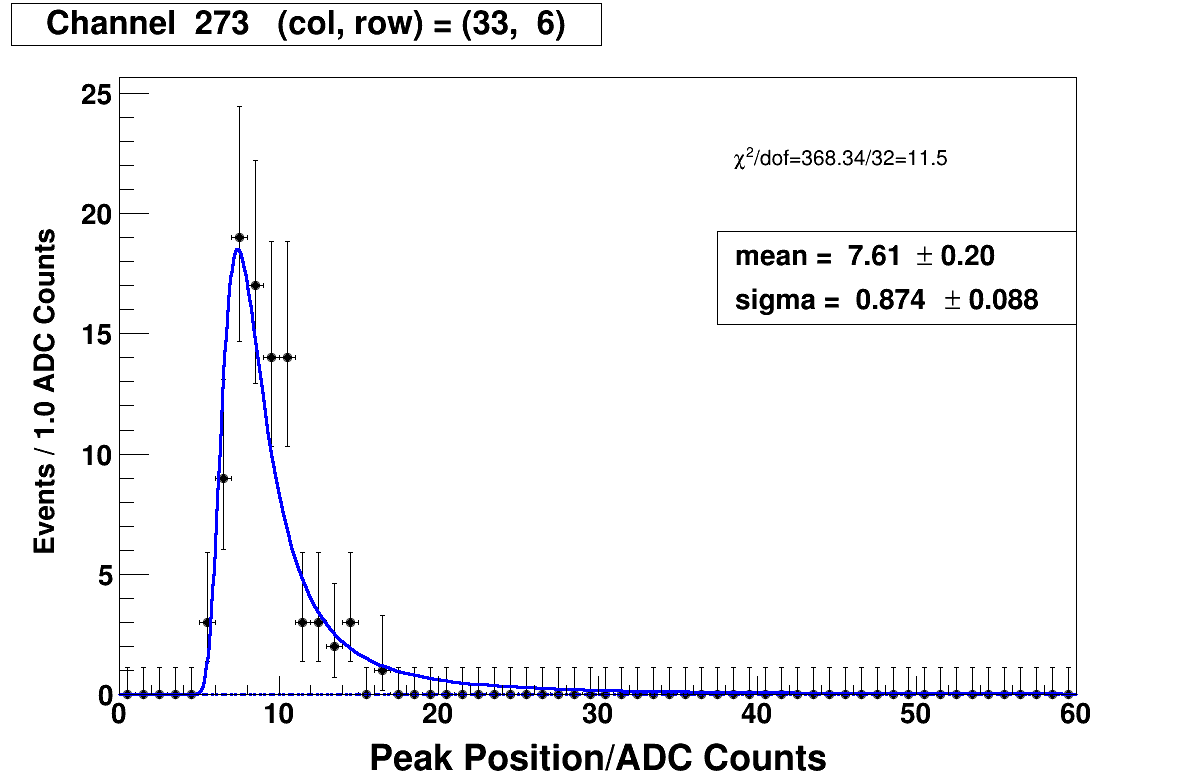 Channel 273 (col, row) = (33, 6)
25
20
15
10
5
0
Events / 1.0 ADC Counts
χ²/dof=368.34/32=11.5
mean = 7.61 ± 0.20
sigma = 0.874 ± 0.088
0 10 20 30 40 50 60
Peak Position/ADC Counts